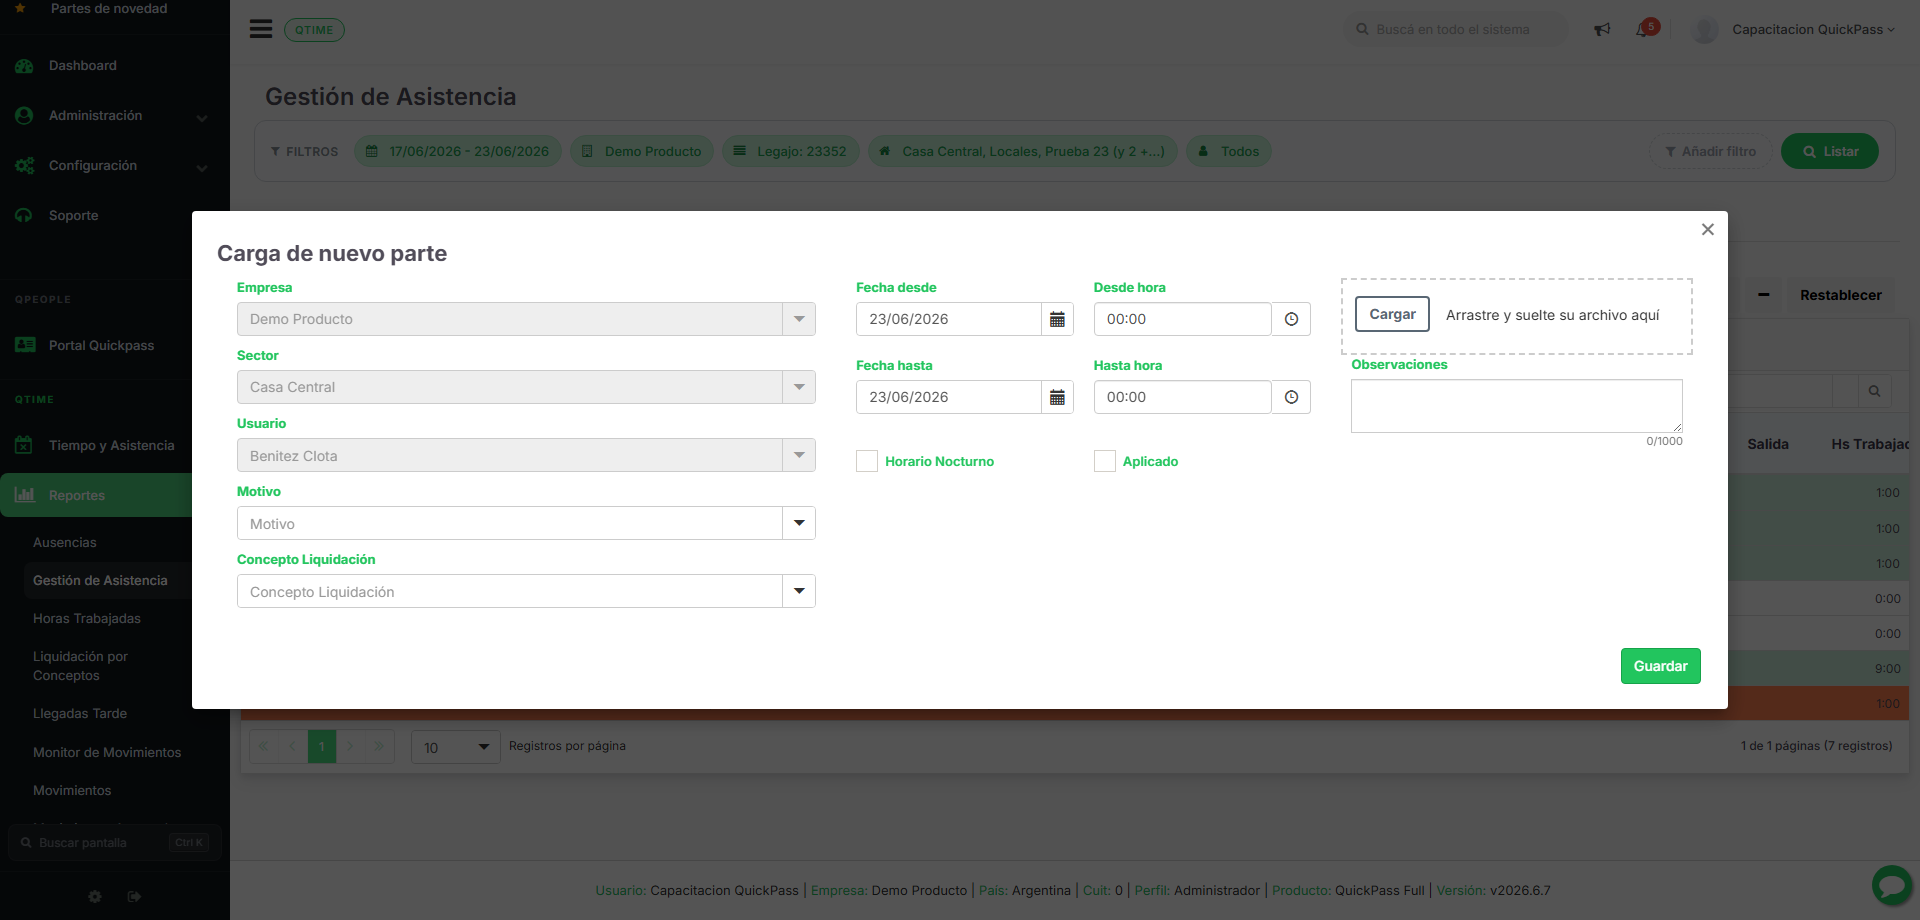 Partes de novedad
Dashboard
Administración
Configuración
Soporte
QPEOPLE
Portal Quickpass
QTIME
Tiempo y Asistencia
Reportes
Ausencias
Gestión de Asistencia
Horas Trabajadas
Liquidación por
Conceptos
Llegadas Tarde
Monitor de Movimientos
Movimientos
Buscar pantalla
Ctrl K
QTIME
Buscá en todo el sistema
5
Capacitacion QuickPass
Gestión de Asistencia
FILTROS
17/06/2026 - 23/06/2026
Demo Producto
Legajo: 23352
Casa Central, Locales, Prueba 23 (y 2 +...)
Todos
Añadir filtro
Listar
Carga de nuevo parte
Empresa
Demo Producto
Sector
Casa Central
Usuario
Benitez Clota
Motivo
Motivo
Concepto Liquidación
Concepto Liquidación
Fecha desde
23/06/2026
Desde hora
00:00
Fecha hasta
23/06/2026
Hasta hora
00:00
Horario Nocturno
Aplicado
Cargar
Arrastre y suelte su archivo aquí
Observaciones
0/1000
Guardar
Restablecer
Salida
Hs Trabajad
1:00
1:00
1:00
0:00
0:00
9:00
1:00
« ‹ 1 › »
10
Registros por página
1 de 1 páginas (7 registros)
Usuario: Capacitacion QuickPass | Empresa: Demo Producto | País: Argentina | Cuit: 0 | Perfil: Administrador | Producto: QuickPass Full | Versión: v2026.6.7